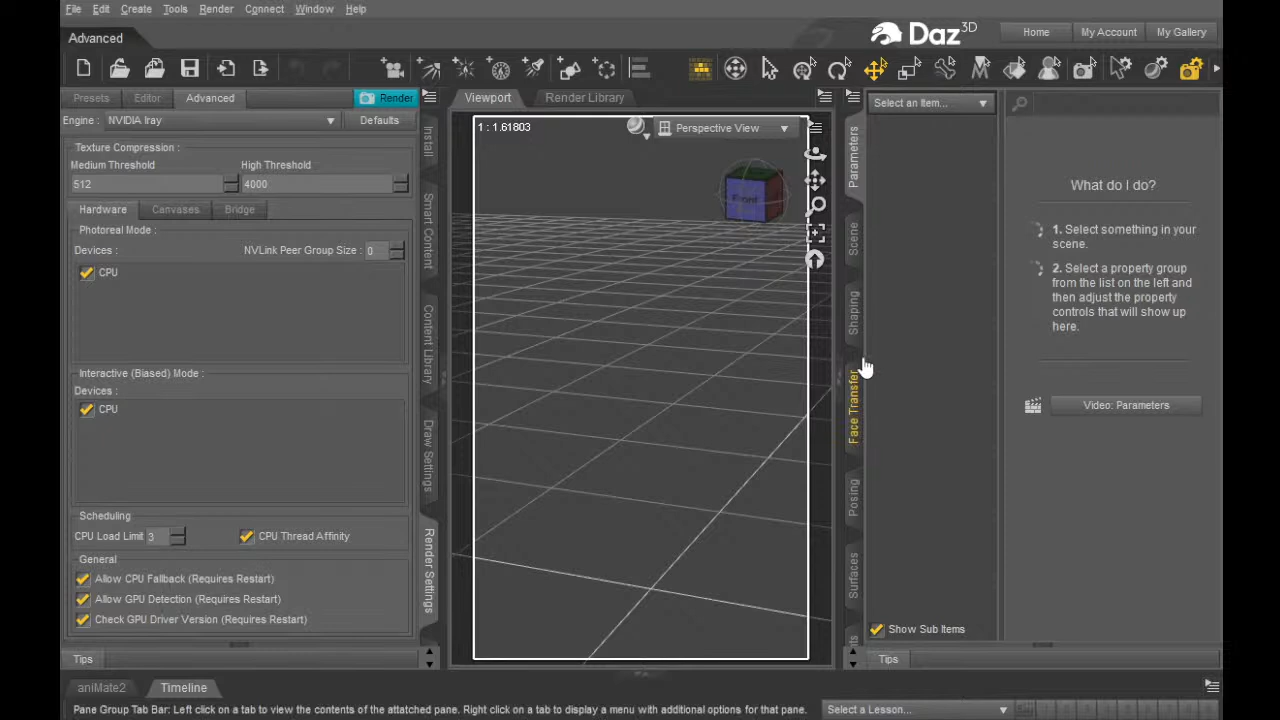 File Edit Create Tools Render Connect Window Help
Advanced
Daz 3D
Home My Account My Gallery
Presets Editor Advanced
Render
Engine : NVIDIA Iray
Defaults
Texture Compression :
Medium Threshold High Threshold
512 4000
Hardware Canvases Bridge
Photoreal Mode :
Devices : NVLink Peer Group Size : 0
CPU
Interactive (Biased) Mode :
Devices :
CPU
Scheduling
CPU Load Limit 3 CPU Thread Affinity
General
Allow CPU Fallback (Requires Restart)
Allow GPU Detection (Requires Restart)
Check GPU Driver Version (Requires Restart)
Tips
Install
Smart Content
Content Library
Draw Settings
Render Settings
Viewport Render Library
1 : 1.61803
Perspective View
Front
Parameters
Scene
Shaping
Face Transfer
Posing
Surfaces
Select an Item...
Show Sub Items
What do I do?
1. Select something in your
scene.
2. Select a property group
from the list on the left and
then adjust the property
controls that will show up
here.
Video: Parameters
Tips
aniMate2 Timeline
Pane Group Tab Bar: Left click on a tab to view the contents of the attatched pane. Right click on a tab to display a menu with additional options for that pane.
Select a Lesson...